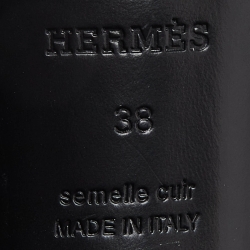 HERMÈS
38
semelle cuir
MADE IN ITALY